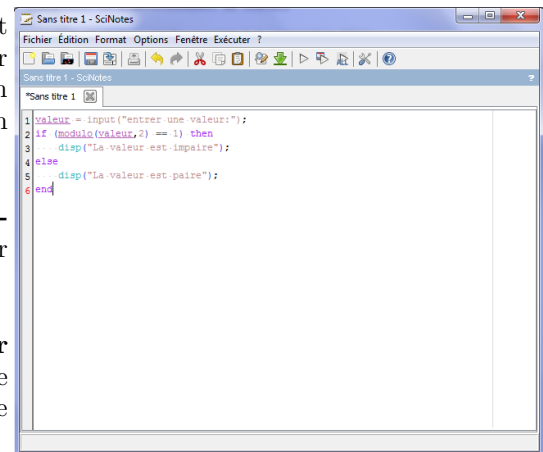 Sans titre 1 - SciNotes
Fichier Édition Format Options Fenêtre Exécuter ?
Sans titre 1 - SciNotes
?
*Sans titre 1
1 valeur = input("entrer une valeur:");
2 if (modulo(valeur,2) == 1) then
3 disp("La valeur est impaire");
4 else
5 disp("La valeur est paire");
6 end
t
r
n
n
-
r
r
e
e